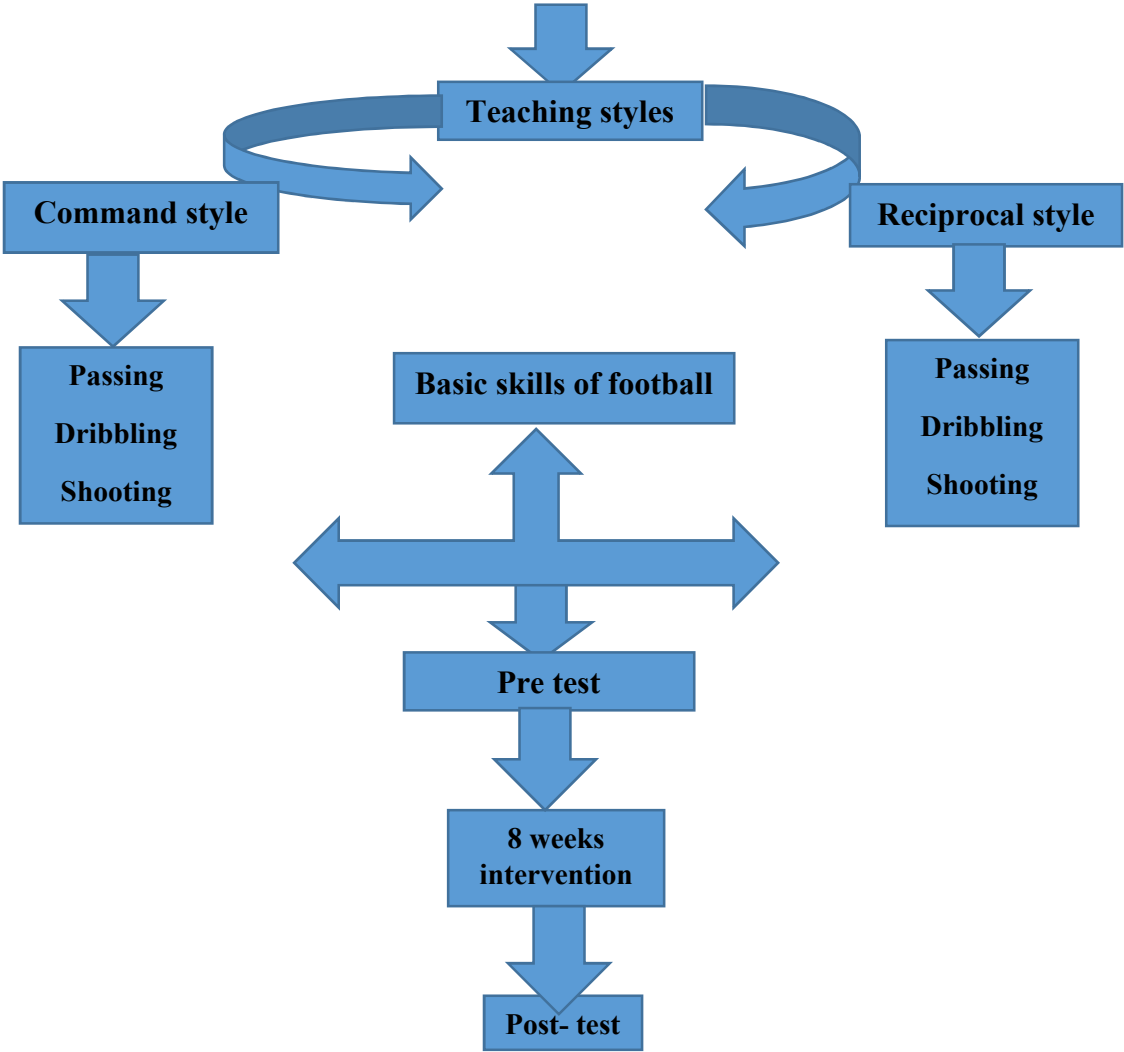 Teaching styles
Command style
Reciprocal style
Passing
Dribbling
Shooting
Basic skills of football
Passing
Dribbling
Shooting
Pre test
8 weeks
intervention
Post- test